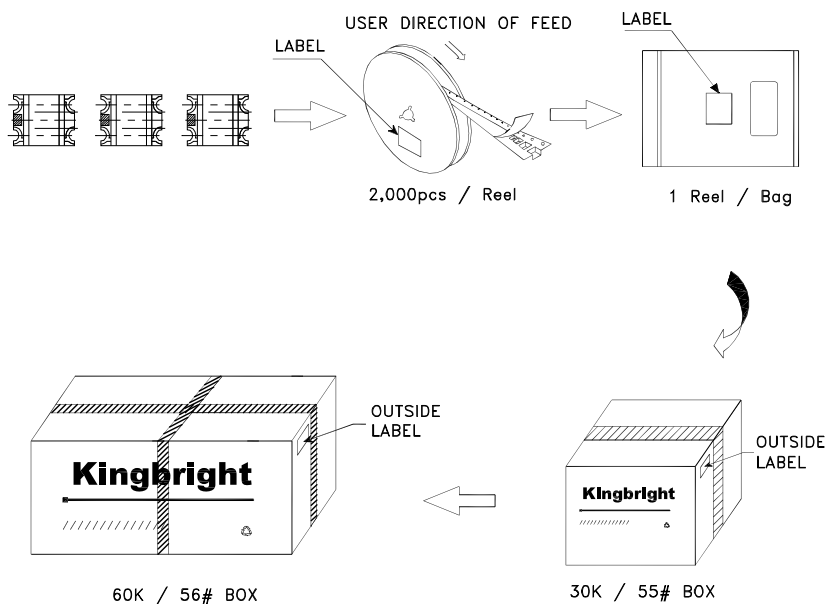 USER DIRECTION OF FEED
LABEL
LABEL
2,000pcs / Reel
1 Reel / Bag
OUTSIDE
LABEL
Kingbright
60K / 56# BOX
OUTSIDE
LABEL
Kingbright
30K / 55# BOX